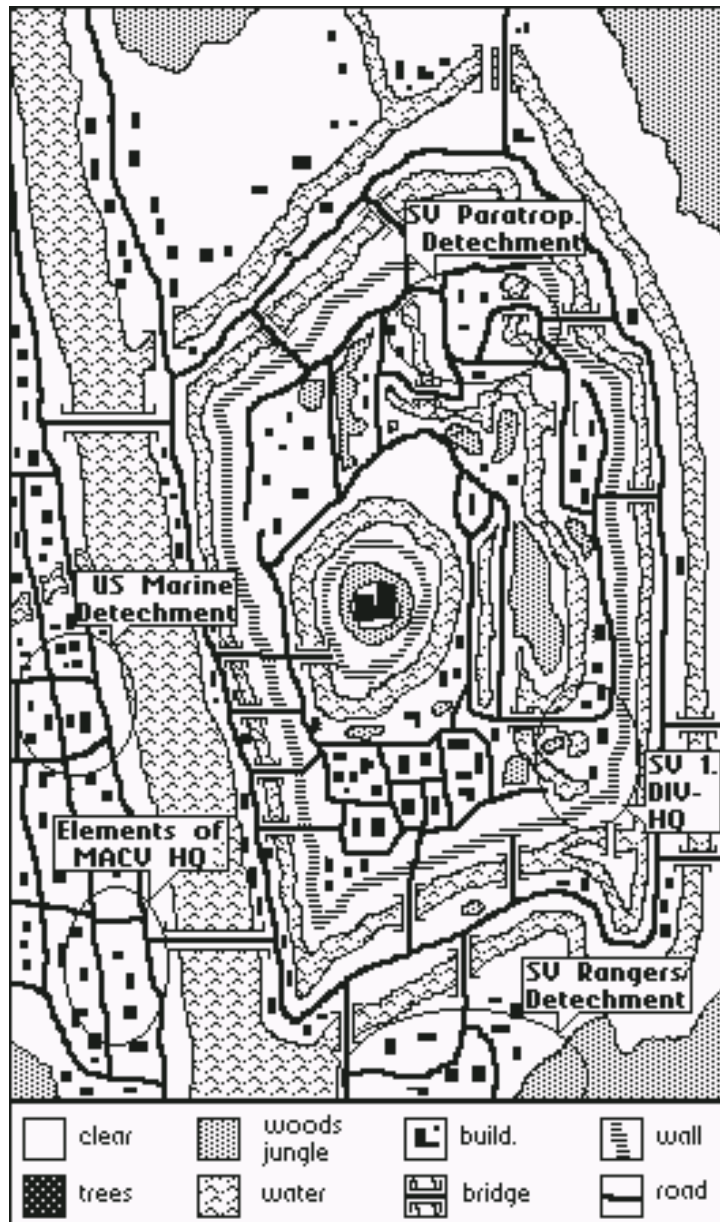 SV Paratrop.
Detechment
US Marine
Detechment
SV 1.
DIV-
HQ
Elements of
MACV HQ
SV Rangers/
Detechment
clear
woods
jungle
build.
wall
trees
water
bridge
road